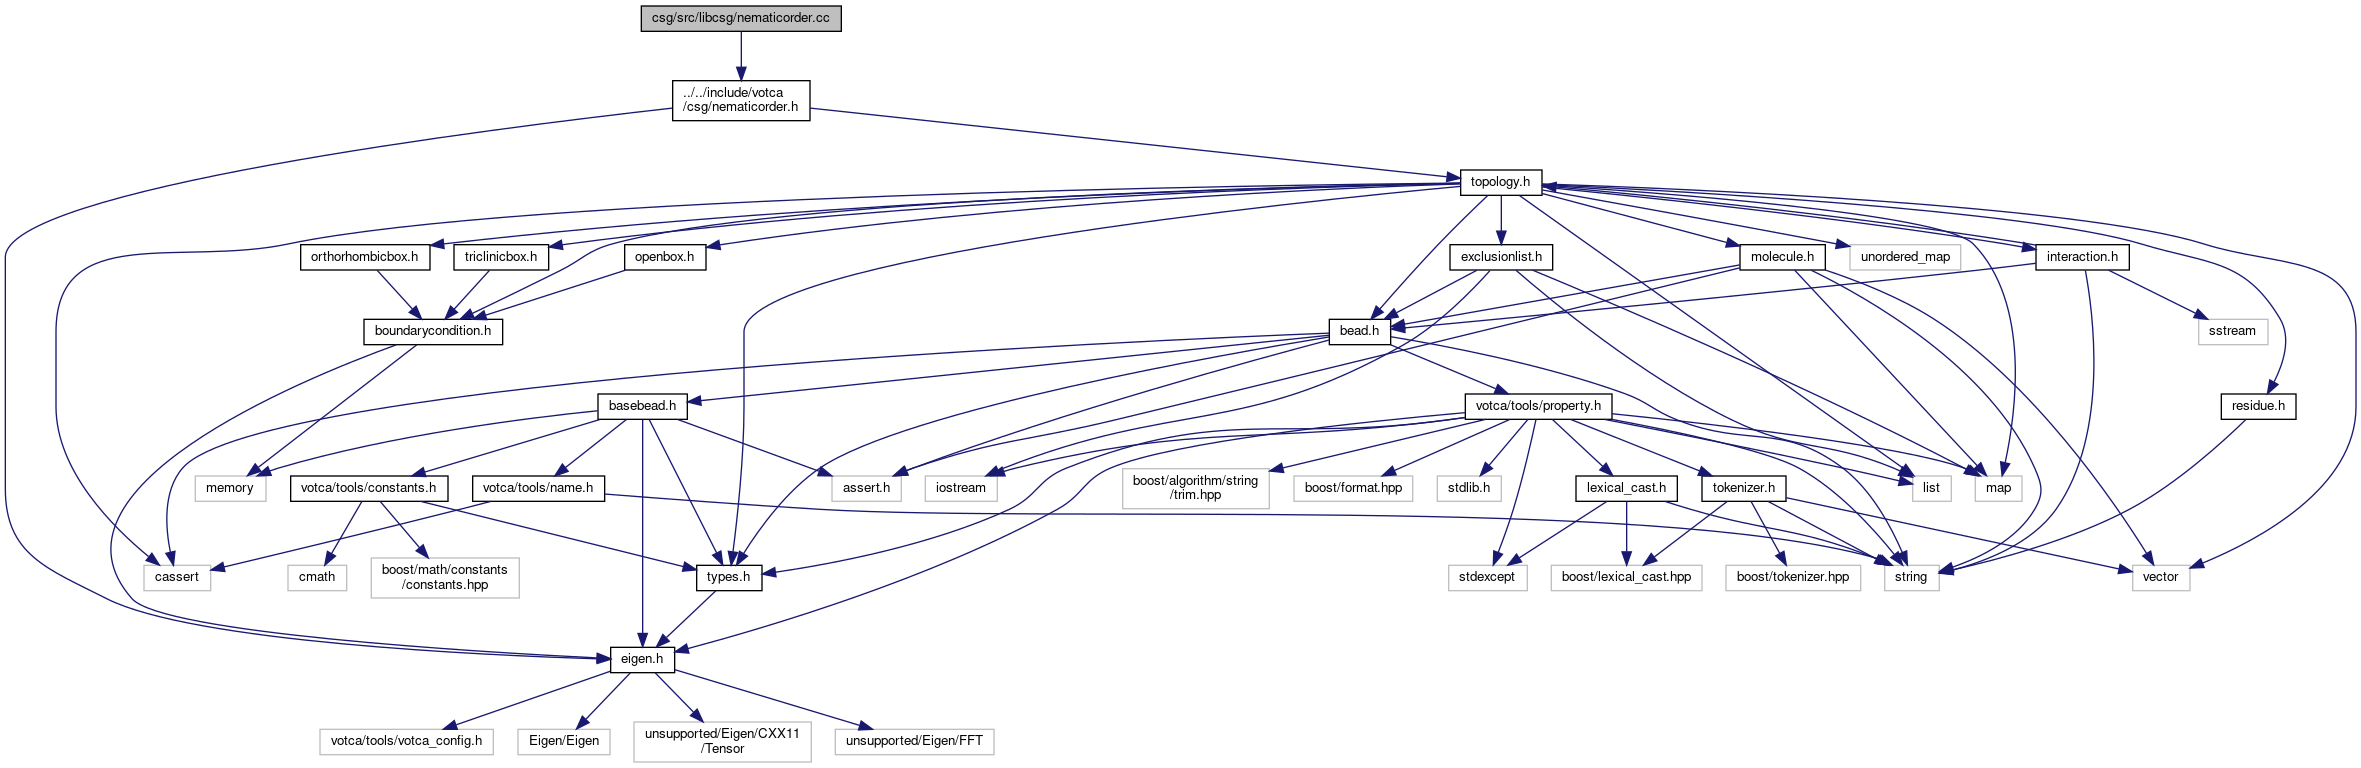 csg/src/libcsg/nematicorder.cc
../../include/votca
/csg/nematicorder.h
topology.h
orthorhombicbox.h
triclinicbox.h
openbox.h
exclusionlist.h
molecule.h
unordered_map
interaction.h
boundarycondition.h
bead.h
sstream
basebead.h
votca/tools/property.h
residue.h
memory
votca/tools/constants.h
votca/tools/name.h
assert.h
iostream
boost/algorithm/string
/trim.hpp
boost/format.hpp
stdlib.h
lexical_cast.h
tokenizer.h
list
map
cassert
cmath
boost/math/constants
/constants.hpp
types.h
stdexcept
boost/lexical_cast.hpp
boost/tokenizer.hpp
string
vector
eigen.h
votca/tools/votca_config.h
Eigen/Eigen
unsupported/Eigen/CXX11
/Tensor
unsupported/Eigen/FFT